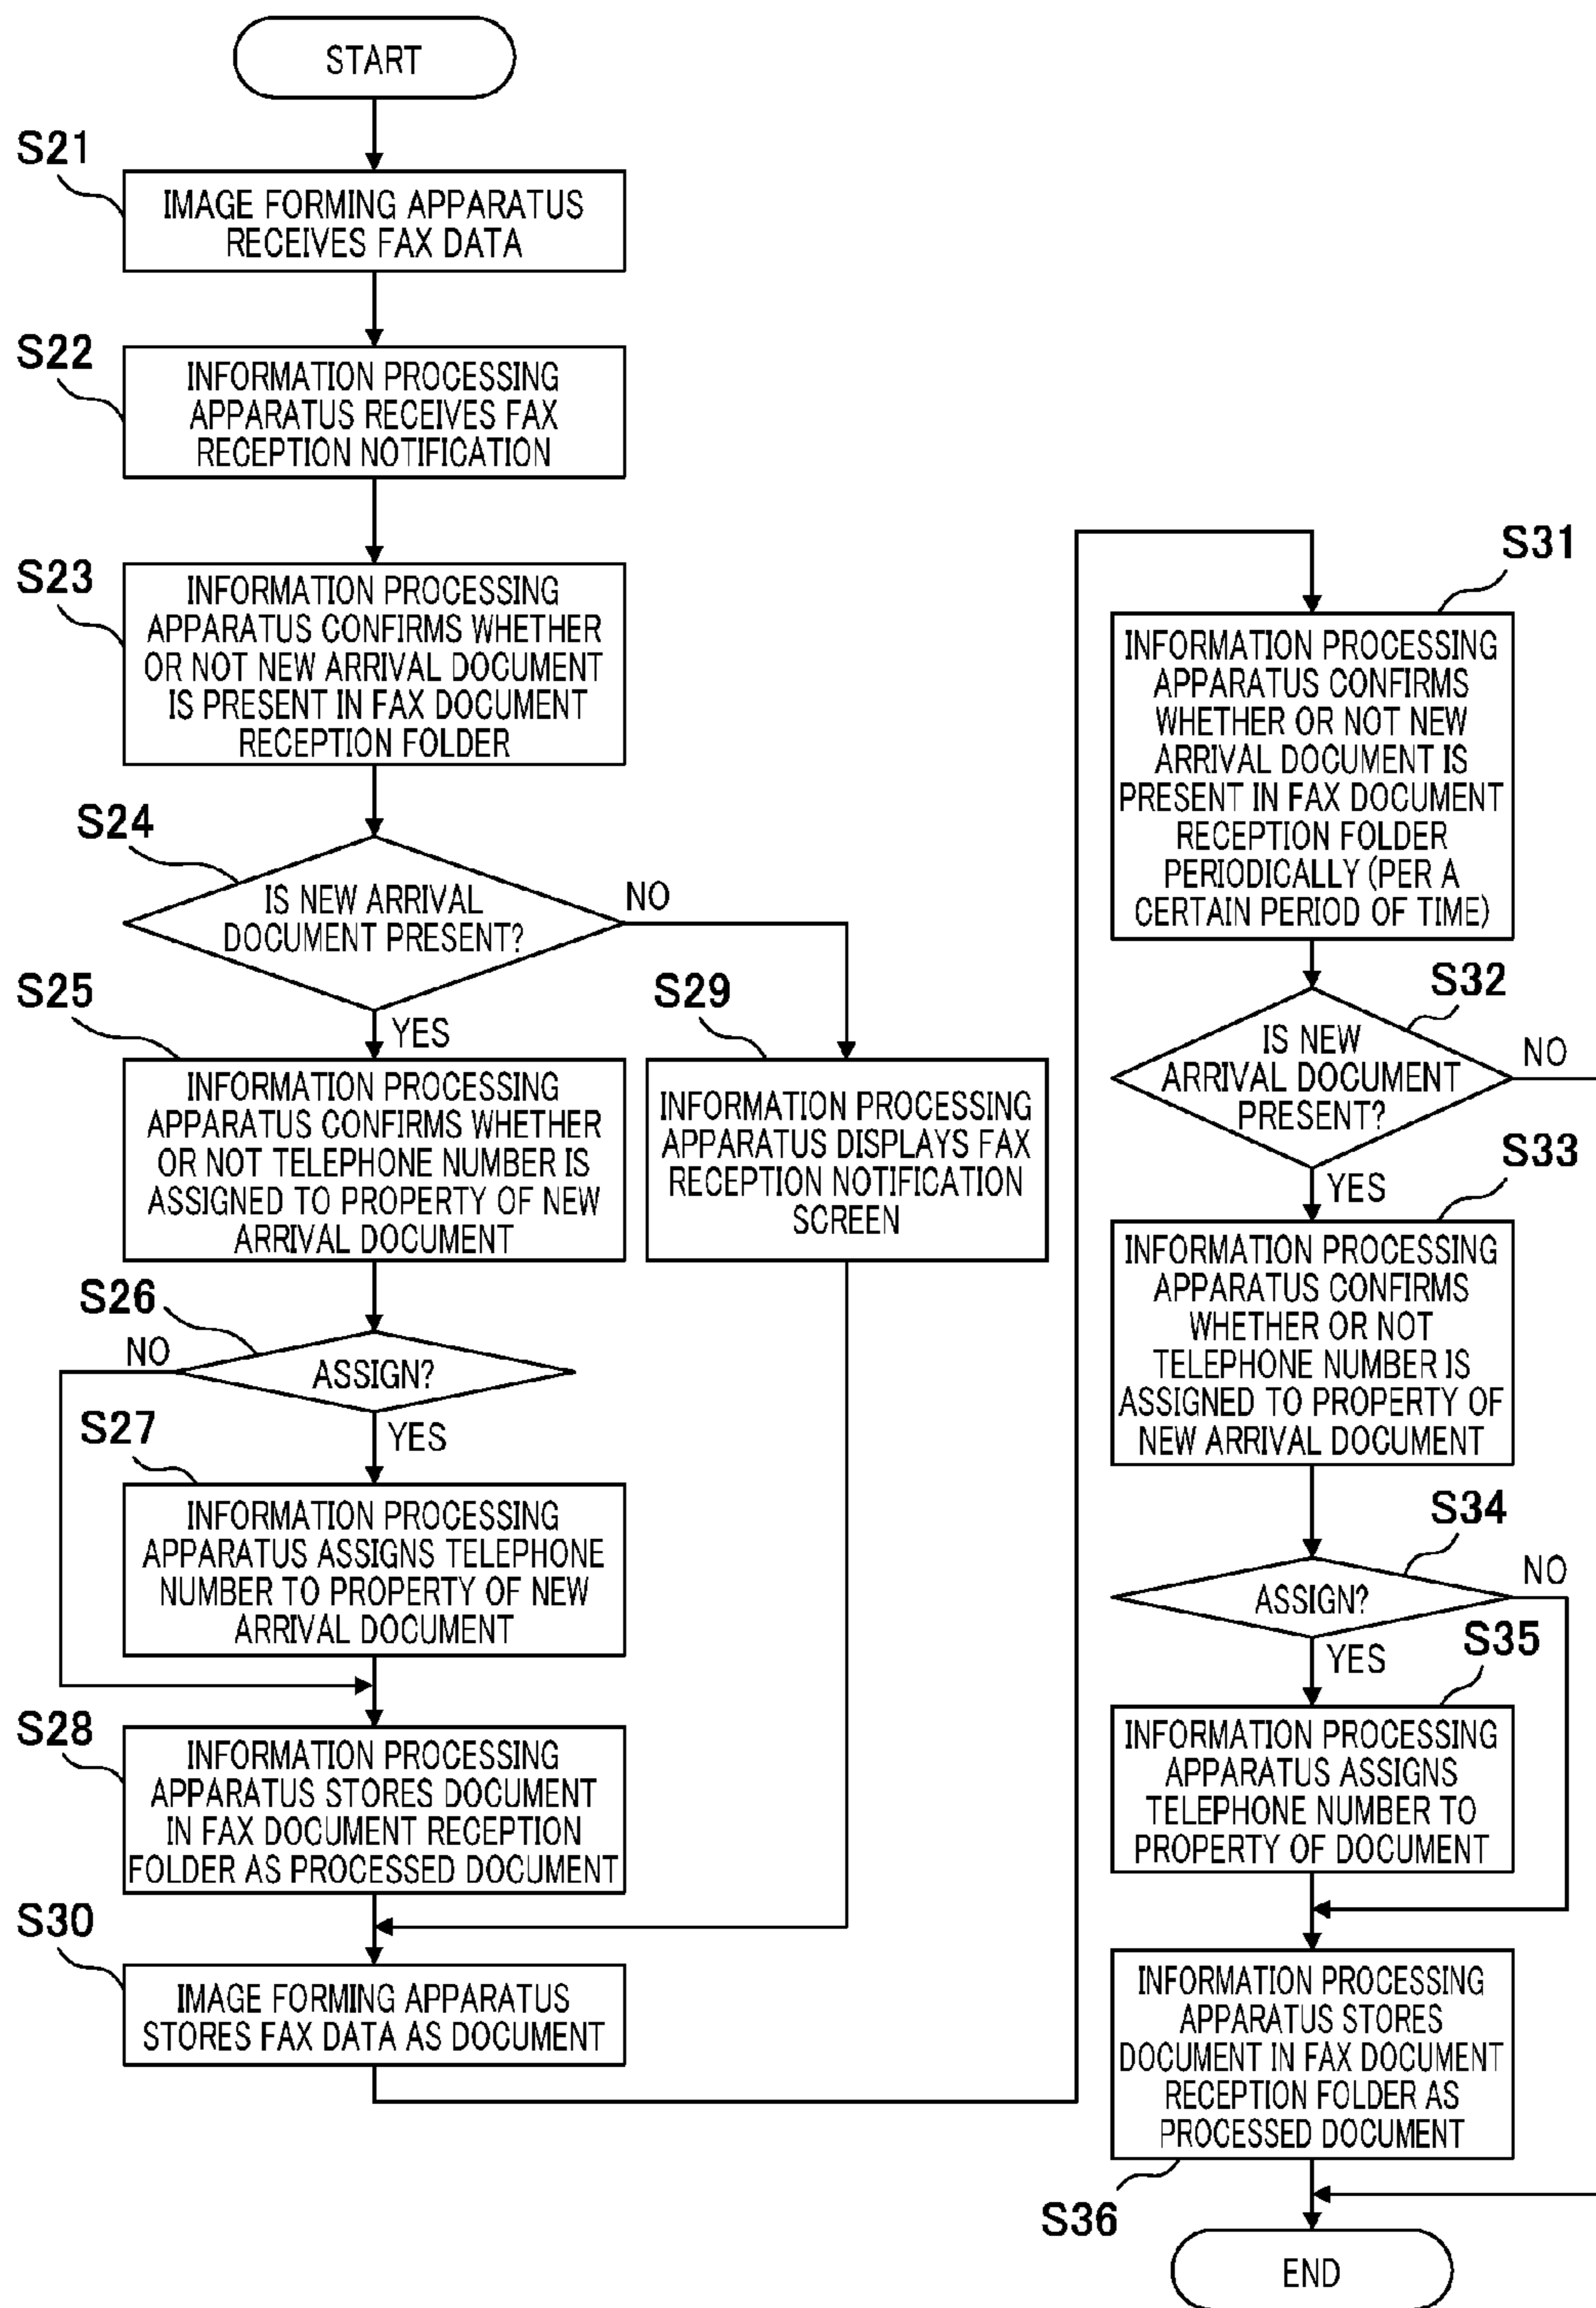 START
S21
IMAGE FORMING APPARATUS
RECEIVES FAX DATA
S22
INFORMATION PROCESSING
APPARATUS RECEIVES FAX
RECEPTION NOTIFICATION
S23
INFORMATION PROCESSING
APPARATUS CONFIRMS WHETHER
OR NOT NEW ARRIVAL DOCUMENT
IS PRESENT IN FAX DOCUMENT
RECEPTION FOLDER
S24
IS NEW ARRIVAL
DOCUMENT PRESENT?
NO
YES
S25
INFORMATION PROCESSING
APPARATUS CONFIRMS WHETHER
OR NOT TELEPHONE NUMBER IS
ASSIGNED TO PROPERTY OF NEW
ARRIVAL DOCUMENT
S29
INFORMATION PROCESSING
APPARATUS DISPLAYS FAX
RECEPTION NOTIFICATION
SCREEN
S26
NO
ASSIGN?
YES
S27
INFORMATION PROCESSING
APPARATUS ASSIGNS TELEPHONE
NUMBER TO PROPERTY OF NEW
ARRIVAL DOCUMENT
S28
INFORMATION PROCESSING
APPARATUS STORES DOCUMENT
IN FAX DOCUMENT RECEPTION
FOLDER AS PROCESSED DOCUMENT
S30
IMAGE FORMING APPARATUS
STORES FAX DATA AS DOCUMENT
S31
INFORMATION PROCESSING
APPARATUS CONFIRMS
WHETHER OR NOT NEW
ARRIVAL DOCUMENT IS
PRESENT IN FAX DOCUMENT
RECEPTION FOLDER
PERIODICALLY (PER A
CERTAIN PERIOD OF TIME)
S32
IS NEW
ARRIVAL DOCUMENT
PRESENT?
NO
YES
S33
INFORMATION PROCESSING
APPARATUS CONFIRMS
WHETHER OR NOT
TELEPHONE NUMBER IS
ASSIGNED TO PROPERTY OF
NEW ARRIVAL DOCUMENT
S34
ASSIGN?
NO
YES
S35
INFORMATION PROCESSING
APPARATUS ASSIGNS
TELEPHONE NUMBER TO
PROPERTY OF DOCUMENT
INFORMATION PROCESSING
APPARATUS STORES
DOCUMENT IN FAX DOCUMENT
RECEPTION FOLDER AS
PROCESSED DOCUMENT
S36
END